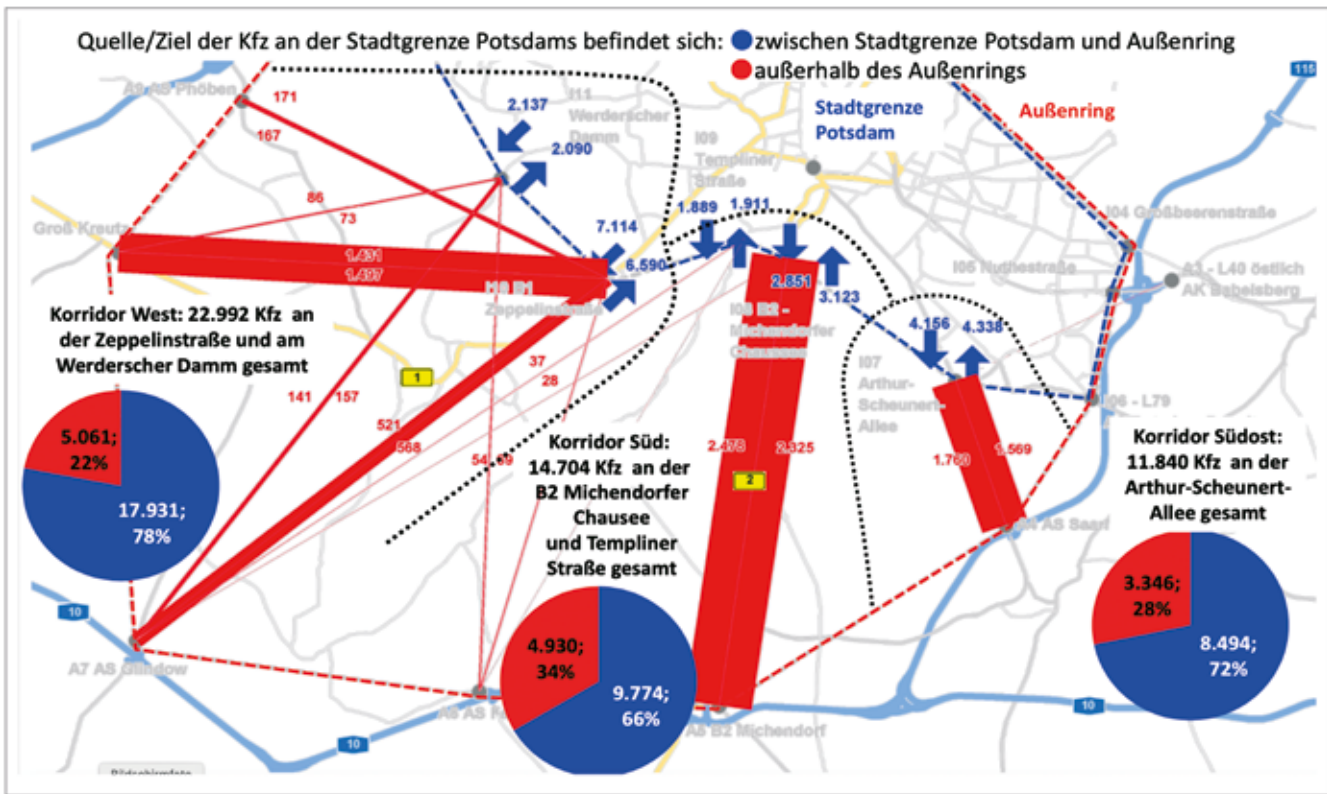 Quelle/Ziel der Kfz an der Stadtgrenze Potsdams befindet sich:
zwischen Stadtgrenze Potsdam und Außenring
außerhalb des Außenrings
115
A9 AS Phöben
171
167
I11
Werderscher
Damm
2.137
2.090
I09
Templiner
Straße
Stadtgrenze
Potsdam
Außenring
86
73
Groß Kreutz
1.431
1.497
7.114
6.590
I10 B1
Zeppelinstraße
1.889
1.911
2.851
3.123
I08 B2 -
Michendorfer
Chaussee
I04 Großbeerenstraße
I05 Nuthestraße
A3 - L40 östlich
AK Babelsberg
4.156
4.338
I07
Arthur-
Scheunert-
Allee
I06 - L79
Korridor West: 22.992 Kfz an
der Zeppelinstraße und am
Werderscher Damm gesamt
5.061;
22%
17.931;
78%
1
141
157
521
568
37
28
54
Korridor Süd:
14.704 Kfz an der
B2 Michendorfer
Chausee
und Templiner
Straße gesamt
4.930;
34%
9.774;
66%
2.478
2.325
2
1.760
1.569
AS Saarf
Korridor Südost:
11.840 Kfz an der
Arthur-Scheunert-
Allee gesamt
3.346;
28%
8.494;
72%
10
A7 AS Glindow
A6 AS
A5 B2 Michendorf
10
10